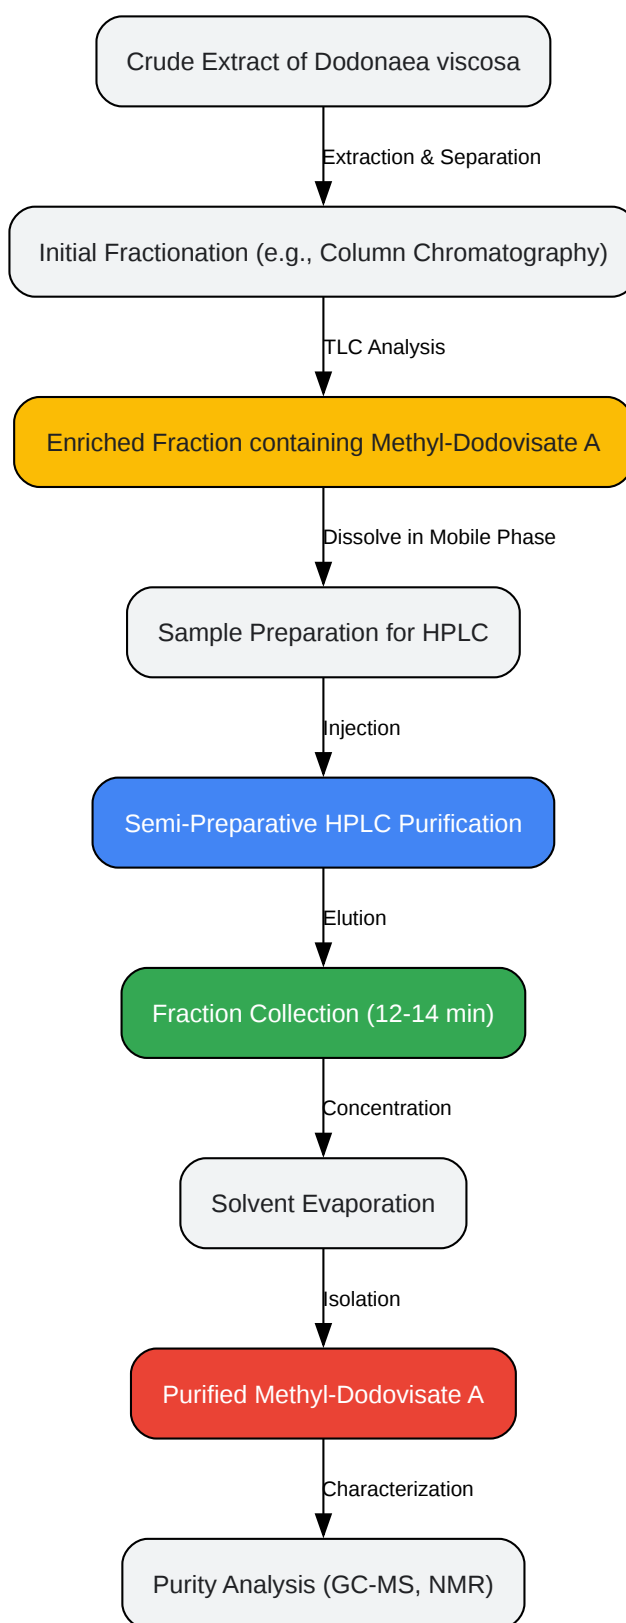 Crude Extract of Dodonaea viscosa
Extraction & Separation
Initial Fractionation (e.g., Column Chromatography)
TLC Analysis
Enriched Fraction containing Methyl-Dodovisate A
Dissolve in Mobile Phase
Sample Preparation for HPLC
Injection
Semi-Preparative HPLC Purification
Elution
Fraction Collection (12-14 min)
Concentration
Solvent Evaporation
Isolation
Purified Methyl-Dodovisate A
Characterization
Purity Analysis (GC-MS, NMR)